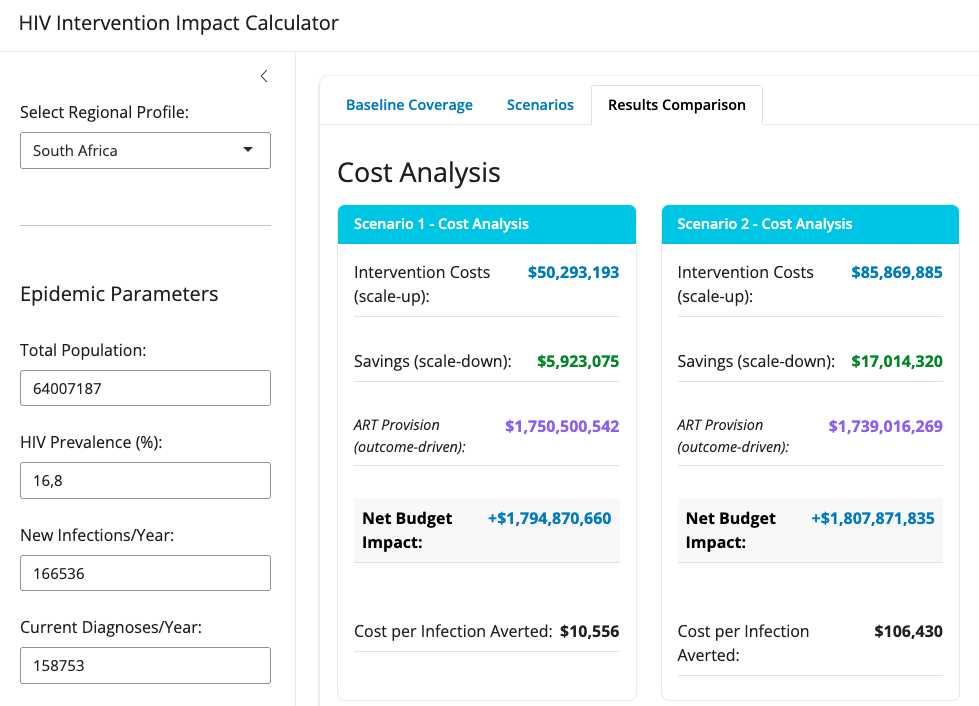 HIV Intervention Impact Calculator
Select Regional Profile:
South Africa
Epidemic Parameters
Total Population:
64007187
HIV Prevalence (%):
16,8
New Infections/Year:
166536
Current Diagnoses/Year:
158753
Baseline Coverage
Scenarios
Results Comparison
Cost Analysis
Scenario 1 - Cost Analysis
Intervention Costs $50,293,193
(scale-up):
Savings (scale-down): $5,923,075
ART Provision $1,750,500,542
(outcome-driven):
Net Budget +$1,794,870,660
Impact:
Cost per Infection Averted: $10,556
Scenario 2 - Cost Analysis
Intervention Costs $85,869,885
(scale-up):
Savings (scale-down): $17,014,320
ART Provision $1,739,016,269
(outcome-driven):
Net Budget +$1,807,871,835
Impact:
Cost per Infection $106,430
Averted: